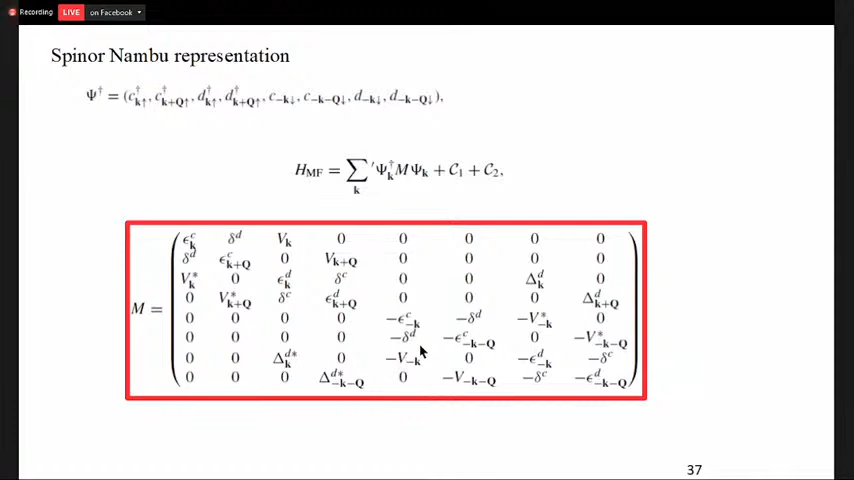 Recording LIVE on Facebook
Spinor Nambu representation
Ψ† = (c†k↑, c†k+Q↑, d†k↑, d†k+Q↑, c−k↓, c−k−Q↓, d−k↓, d−k−Q↓),
HMF = ∑k ′Ψ†k MΨk + C1 + C2,
ϵck δd Vk 0 0 0 0 0
δd ϵck+Q 0 Vk+Q 0 0 0 0
V*k 0 ϵdk δc 0 0 Δdk 0
0 V*k+Q δc ϵdk+Q 0 0 0 Δdk+Q
M =
0 0 0 0 −ϵc−k −δd −V*−k 0
0 0 0 0 −δd −ϵc−k−Q 0 −V*−k−Q
0 0 Δd*k 0 −V−k 0 −ϵd−k −δc
0 0 0 Δd*−k−Q 0 −V−k−Q −δc −ϵd−k−Q
37